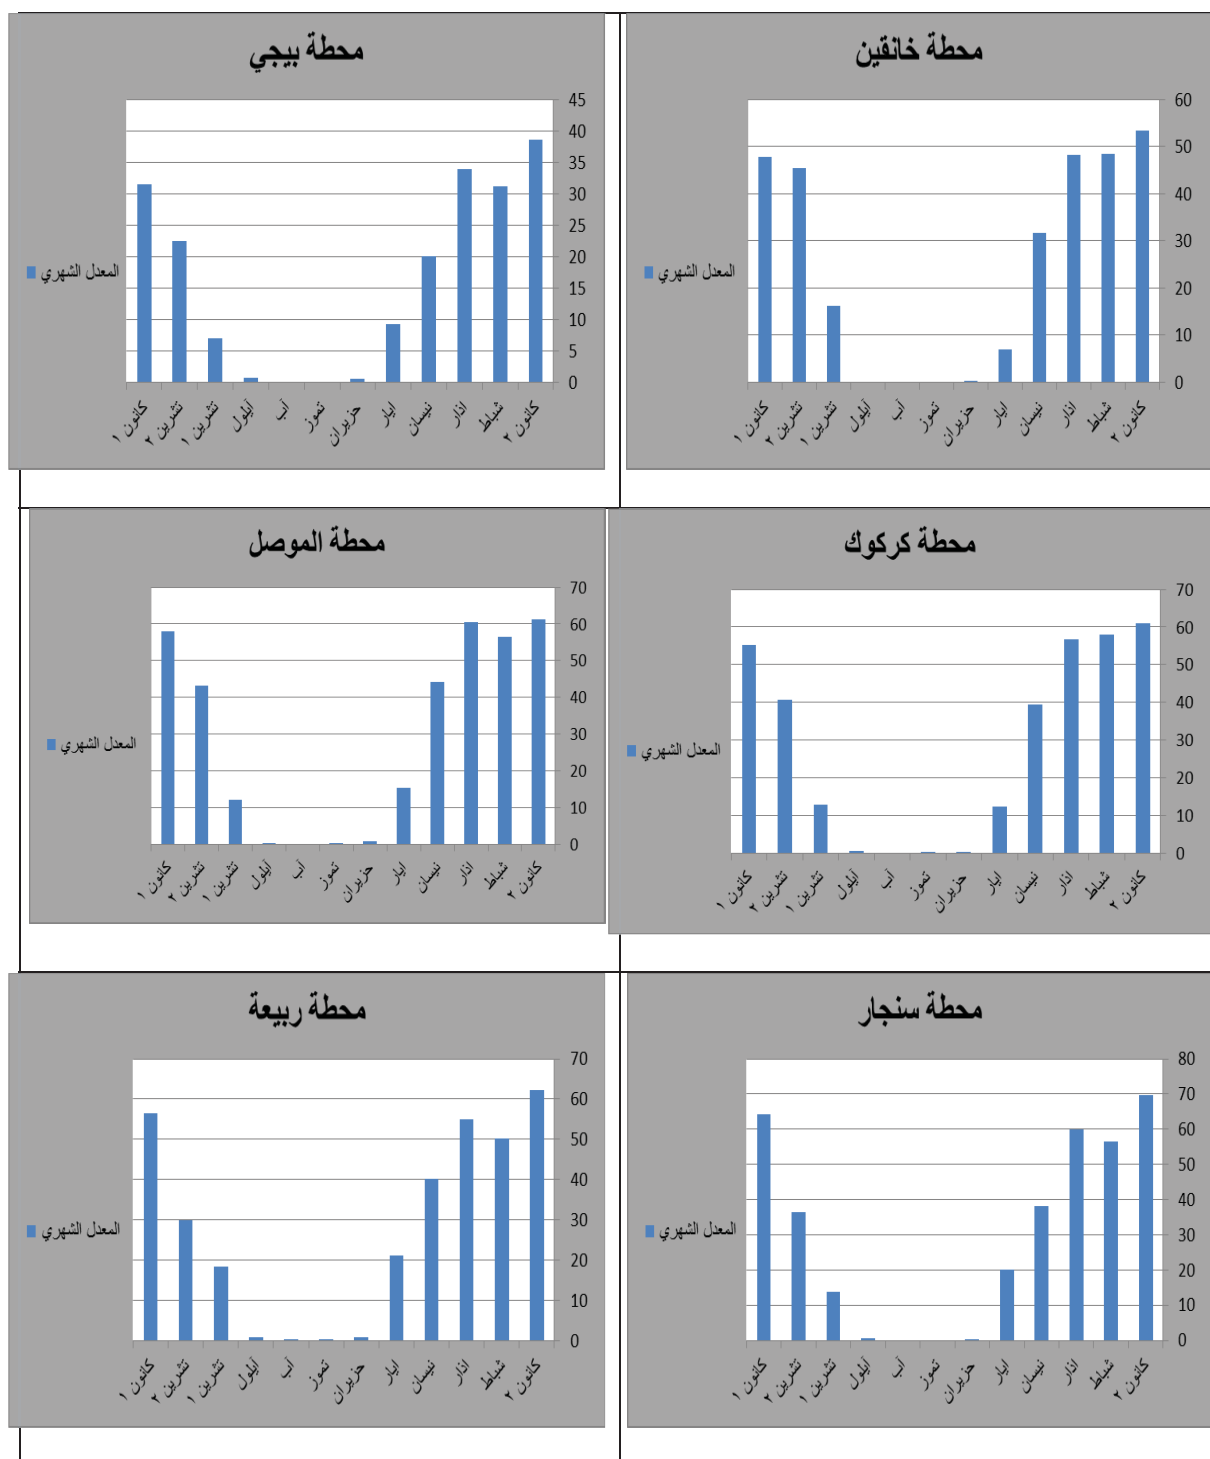 محطة خانقين
60
50
40
30
20
10
0
المعدل الشهري
كانون ٢
شباط
اذار
نيسان
ايار
حزيران
تموز
آب
أيلول
تشرين ١
تشرين ٢
كانون ١
محطة بيجي
45
40
35
30
25
20
15
10
5
0
المعدل الشهري
كانون ٢
شباط
اذار
نيسان
ايار
حزيران
تموز
آب
أيلول
تشرين ١
تشرين ٢
كانون ١
محطة كركوك
70
60
50
40
30
20
10
0
المعدل الشهري
كانون ٢
شباط
اذار
نيسان
ايار
حزيران
تموز
آب
أيلول
تشرين ١
تشرين ٢
كانون ١
محطة الموصل
70
60
50
40
30
20
10
0
المعدل الشهري
كانون ٢
شباط
اذار
نيسان
ايار
حزيران
تموز
آب
أيلول
تشرين ١
تشرين ٢
كانون ١
محطة سنجار
80
70
60
50
40
30
20
10
0
المعدل الشهري
كانون ٢
شباط
اذار
نيسان
ايار
حزيران
تموز
آب
أيلول
تشرين ١
تشرين ٢
كانون ١
محطة ربيعة
70
60
50
40
30
20
10
0
المعدل الشهري
كانون ٢
شباط
اذار
نيسان
ايار
حزيران
تموز
آب
أيلول
تشرين ١
تشرين ٢
كانون ١